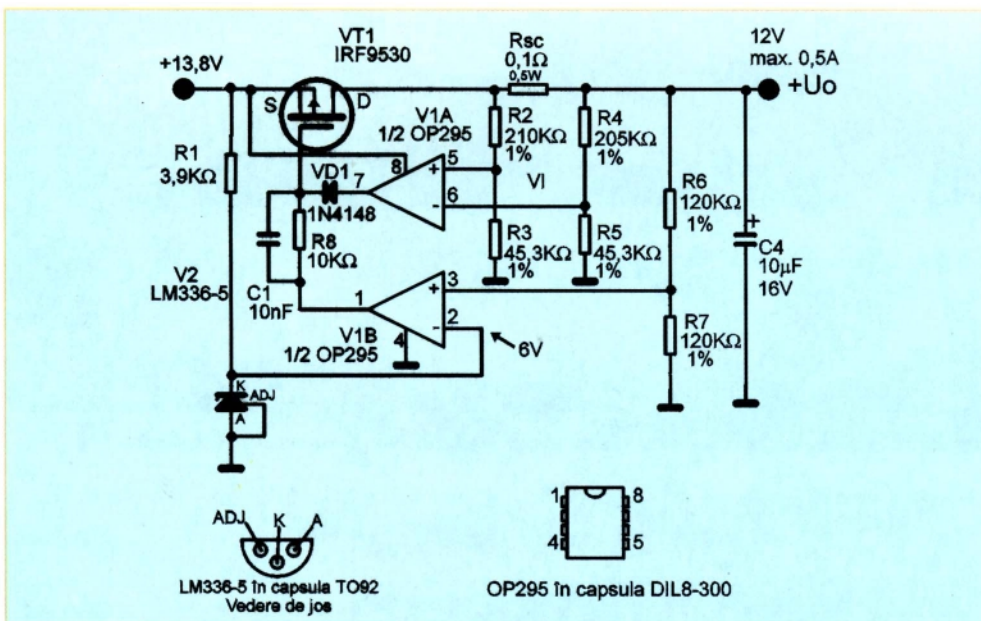 VT1
IRF9530
+13,8V
S
D
Rsc
0,1Ω
0,5W
12V
max. 0,5A
+Uo
V1A
1/2 OP295
R1
3,9KΩ
VD1
1N4148
7
8
5
+
6
-
R2
210KΩ
1%
R4
205KΩ
1%
VI
R6
120KΩ
1%
R3
45,3KΩ
1%
R5
45,3KΩ
1%
+
C4
10µF
16V
R8
10KΩ
C1
10nF
V2
LM336-5
1
3
+
2
-
4
V1B
1/2 OP295
6V
R7
120KΩ
1%
K
ADJ
A
ADJ
K
A
LM336-5 în capsula TO92
Vedere de jos
1
8
4
5
OP295 în capsula DIL8-300